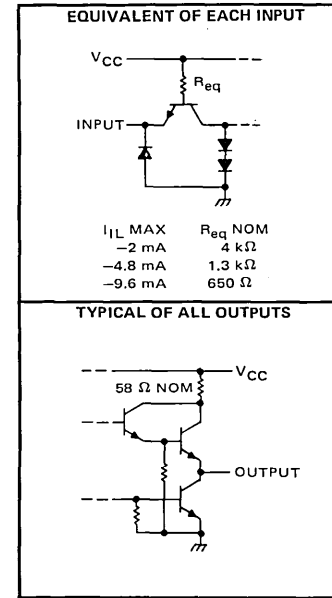 EQUIVALENT OF EACH INPUT
VCC
Req
INPUT
IIL MAX Req NOM
−2 mA 4 kΩ
−4.8 mA 1.3 kΩ
−9.6 mA 650 Ω
TYPICAL OF ALL OUTPUTS
VCC
58 Ω NOM
OUTPUT